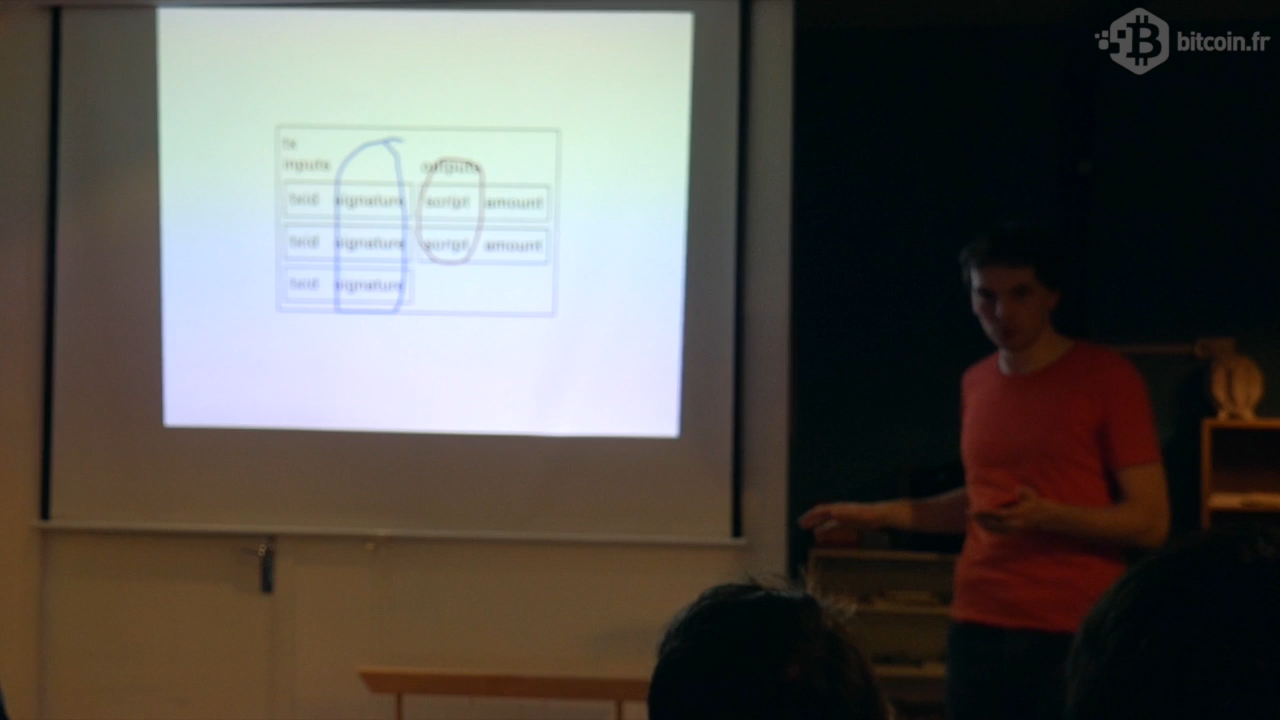 bitcoin.fr
tx
inputs outputs
txid signature script amount
txid signature script amount
txid signature